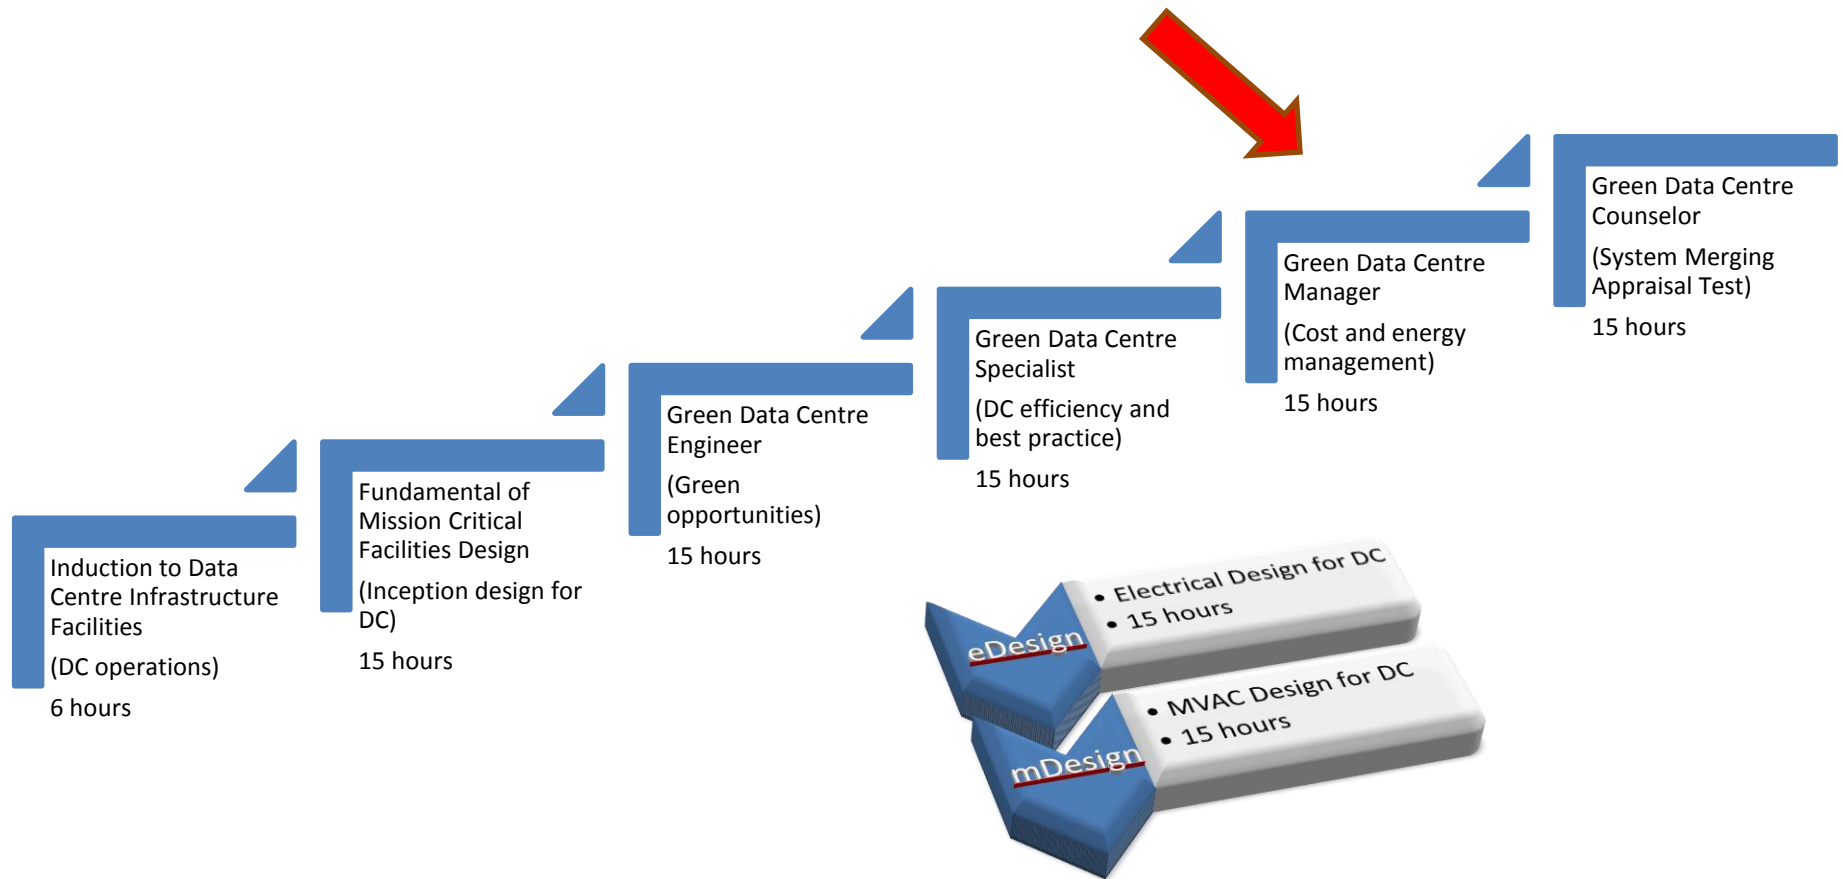 Induction to Data
Centre Infrastructure
Facilities
(DC operations)
6 hours
Fundamental of
Mission Critical
Facilities Design
(Inception design for
DC)
15 hours
Green Data Centre
Engineer
(Green
opportunities)
15 hours
Green Data Centre
Specialist
(DC efficiency and
best practice)
15 hours
Green Data Centre
Manager
(Cost and energy
management)
15 hours
Green Data Centre
Counselor
(System Merging
Appraisal Test)
15 hours
eDesign
• Electrical Design for DC
• 15 hours
mDesign
• MVAC Design for DC
• 15 hours